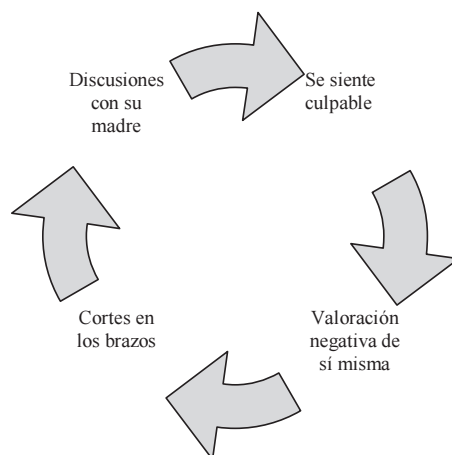 Discusiones
con su
madre
Se siente
culpable
Valoración
negativa de
sí misma
Cortes en
los brazos